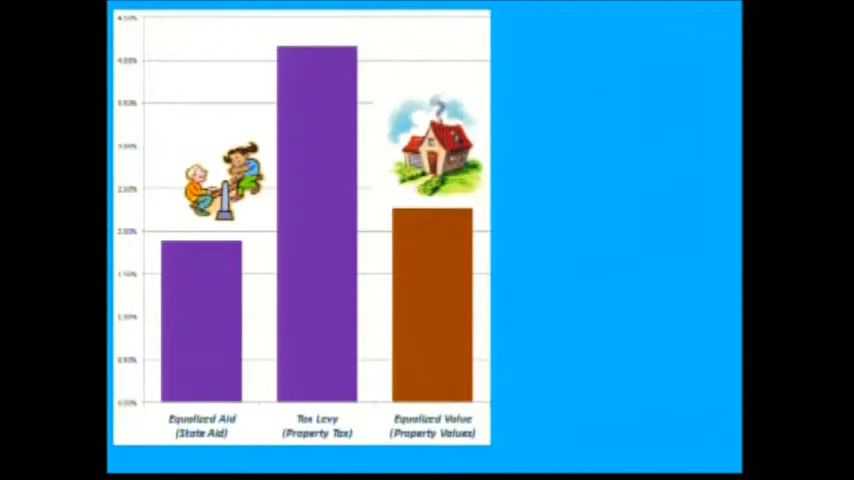 4.50%
4.00%
3.50%
3.00%
2.50%
2.00%
1.50%
1.00%
0.50%
0.00%
Equalized Aid
(State Aid)
Tax Levy
(Property Tax)
Equalized Value
(Property Values)